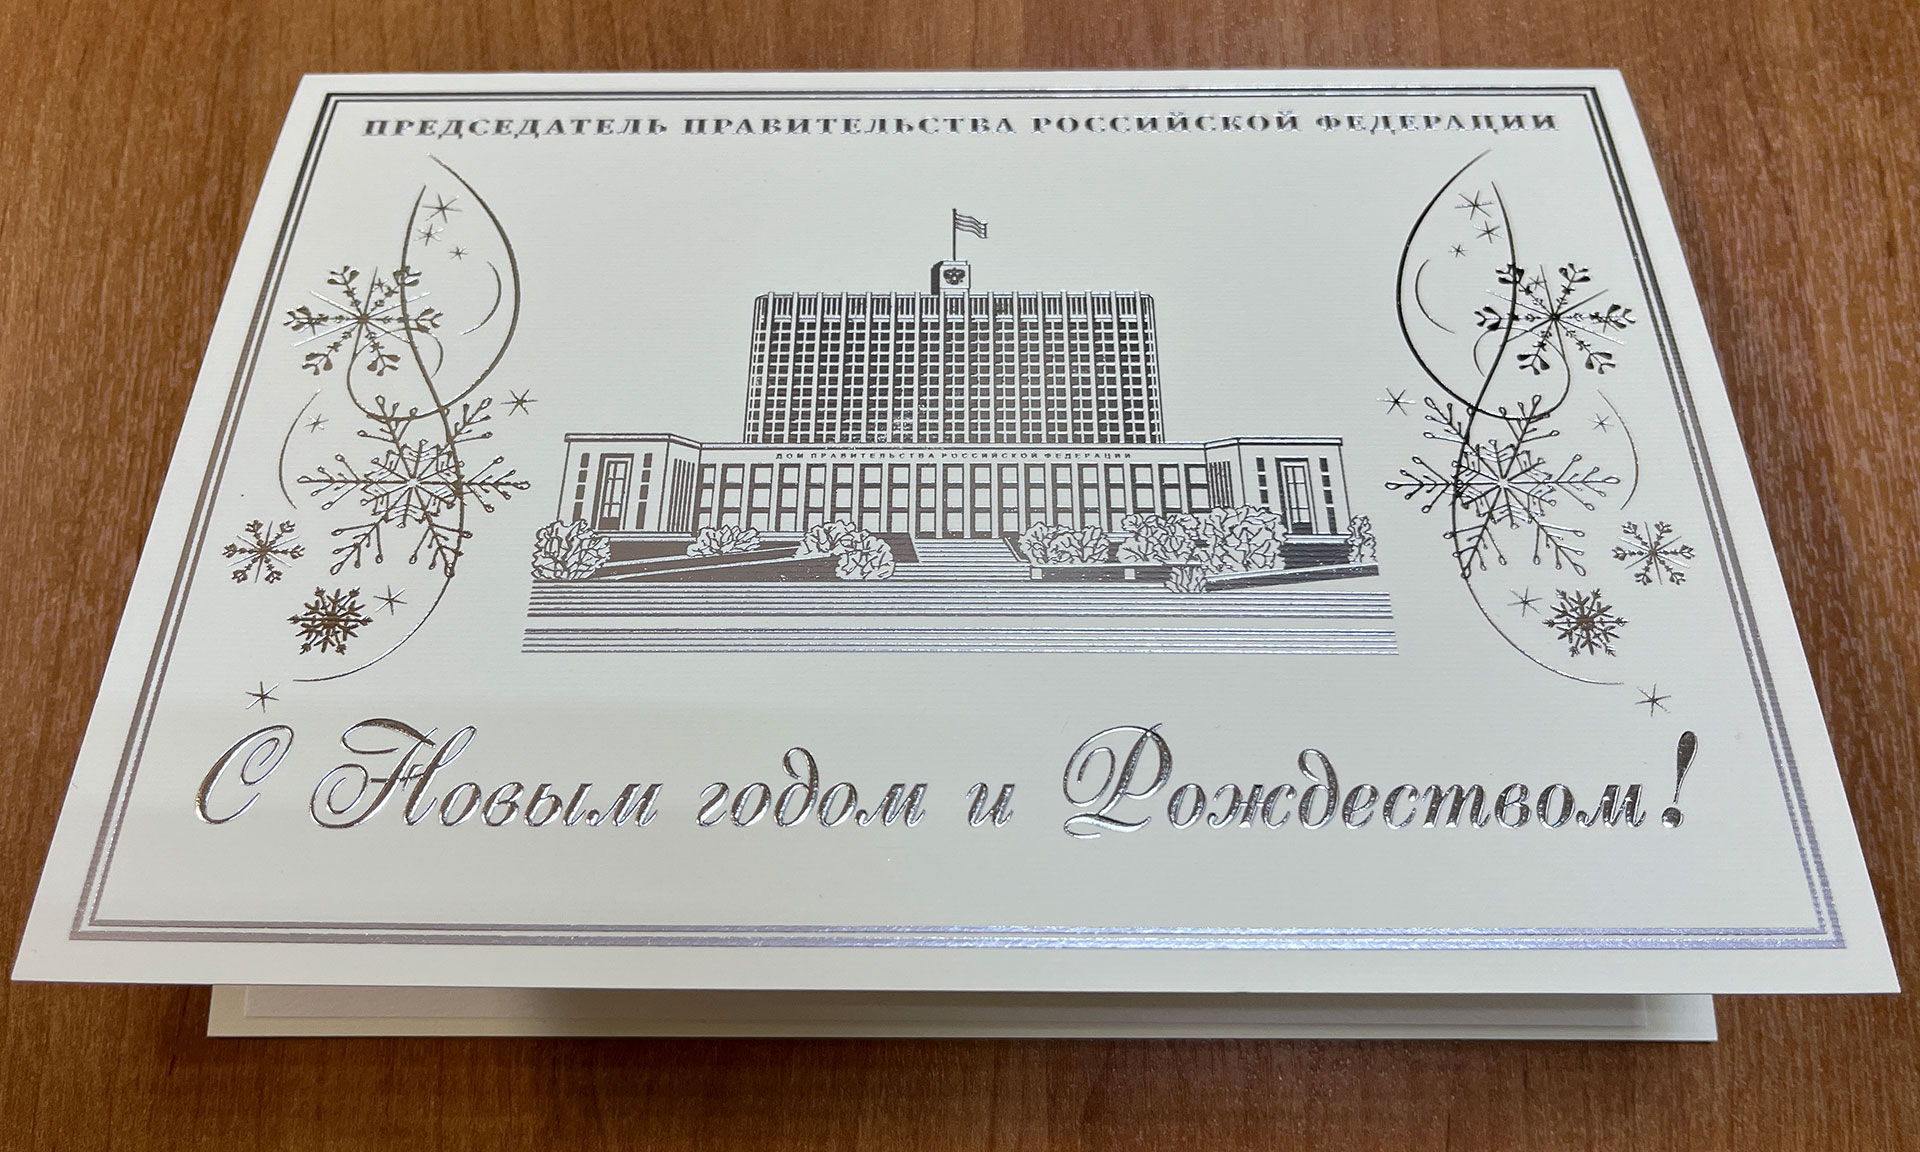 ПРЕДСЕДАТЕЛЬ ПРАВИТЕЛЬСТВА РОССИЙСКОЙ ФЕДЕРАЦИИ
ДОМ ПРАВИТЕЛЬСТВА РОССИЙСКОЙ ФЕДЕРАЦИИ
С Новым годом и Рождеством!